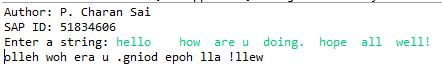 Author: P. Charan Sai
SAP ID: 51834606
Enter a string: hello   how are u  doing.  hope  all  well!
olleh woh era u .gniod epoh lla !llew